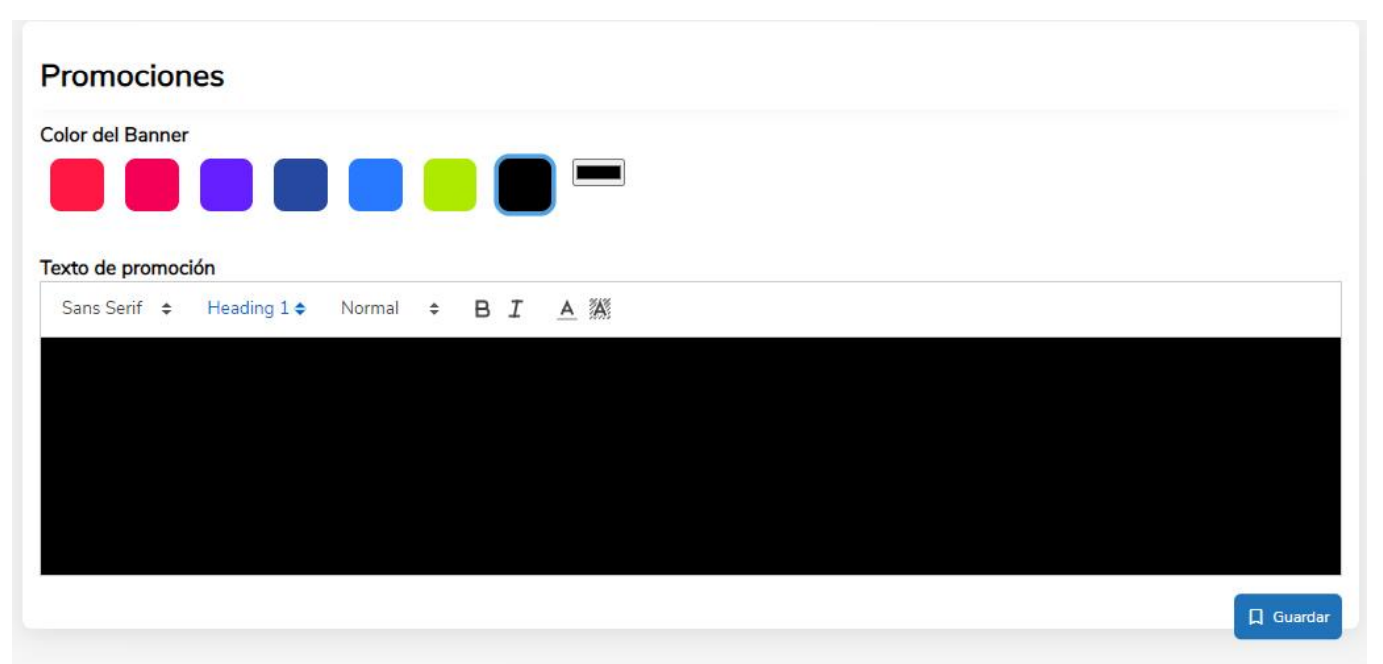 Promociones
Color del Banner
Texto de promoción
Sans Serif Heading 1 Normal B I A A
Guardar